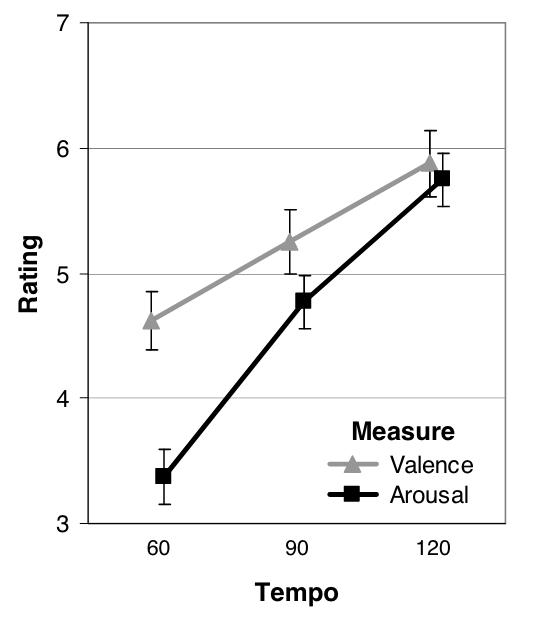 7
6
5
4
3
Rating
Measure
Valence
Arousal
60 90 120
Tempo